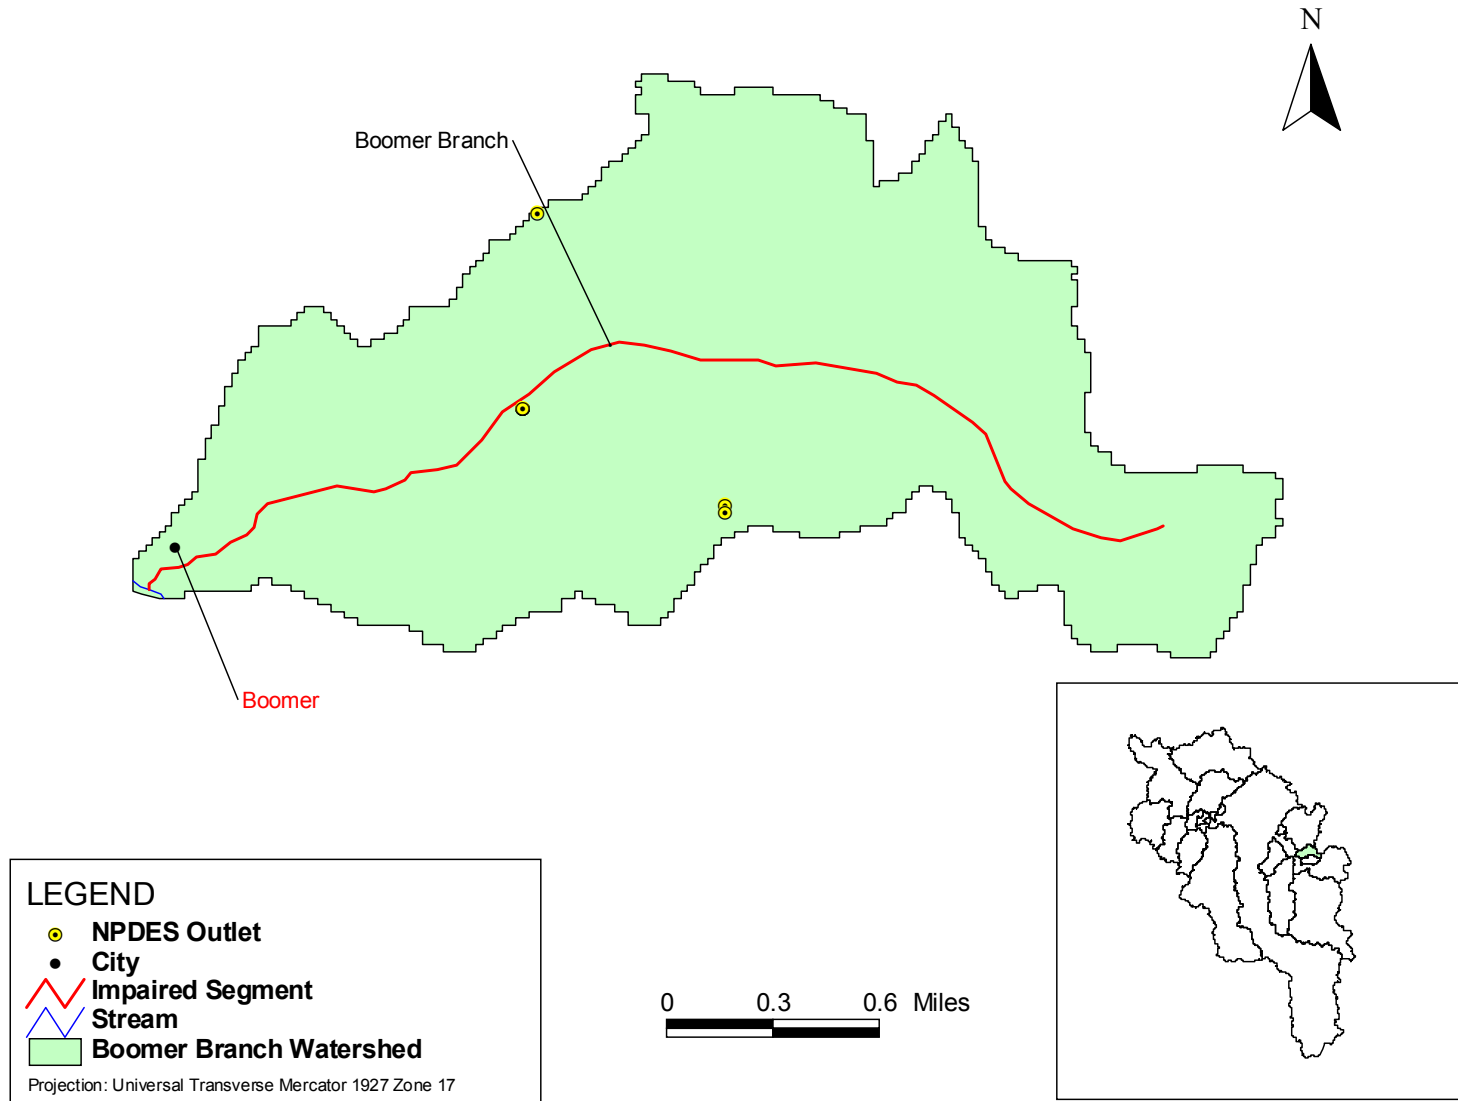 N
Boomer Branch
Boomer
LEGEND
NPDES Outlet
City
Impaired Segment
Stream
Boomer Branch Watershed
Projection: Universal Transverse Mercator 1927 Zone 17
0 0.3 0.6 Miles